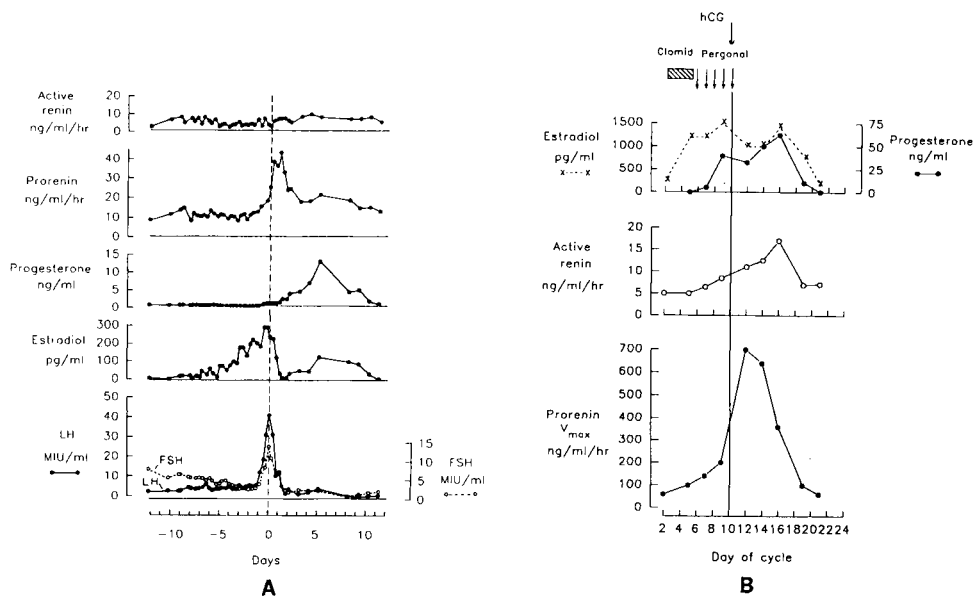 Active
renin
ng/ml/hr
20
10
0
Prorenin
ng/ml/hr
40
30
20
10
0
Progesterone
ng/ml
15
10
5
0
Estradiol
pg/ml
300
200
100
0
LH
MIU/ml
50
40
30
20
10
0
FSH
LH
15
10
5
0
FSH
MIU/ml
-10 -5 0 5 10
Days
A
hCG
Clomid Pergonal
Estradiol
pg/ml
1500
1000
500
0
75
50
25
0
Progesterone
ng/ml
Active
renin
ng/ml/hr
20
15
10
5
0
Prorenin
Vmax
ng/ml/hr
700
600
500
400
300
200
100
0
2 4 6 8 10 12 14 16 18 20 22 24
Day of cycle
B